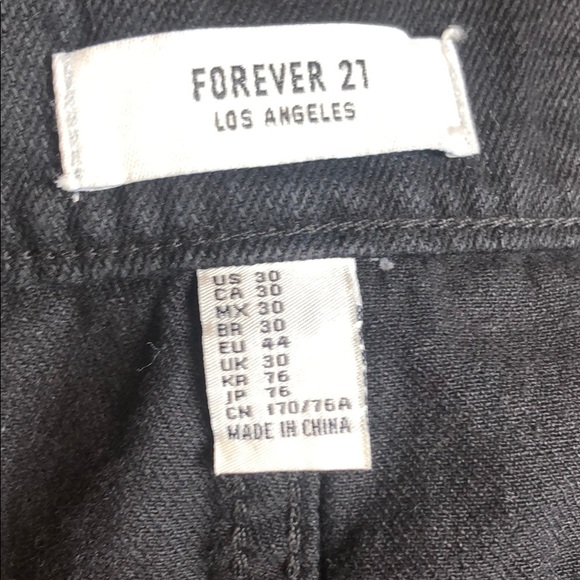 FOREVER 21
LOS ANGELES
US 30
CA 30
MX 30
BR 30
EU 44
UK 30
KR 76
JP 76
CN 170/76A
MADE IN CHINA